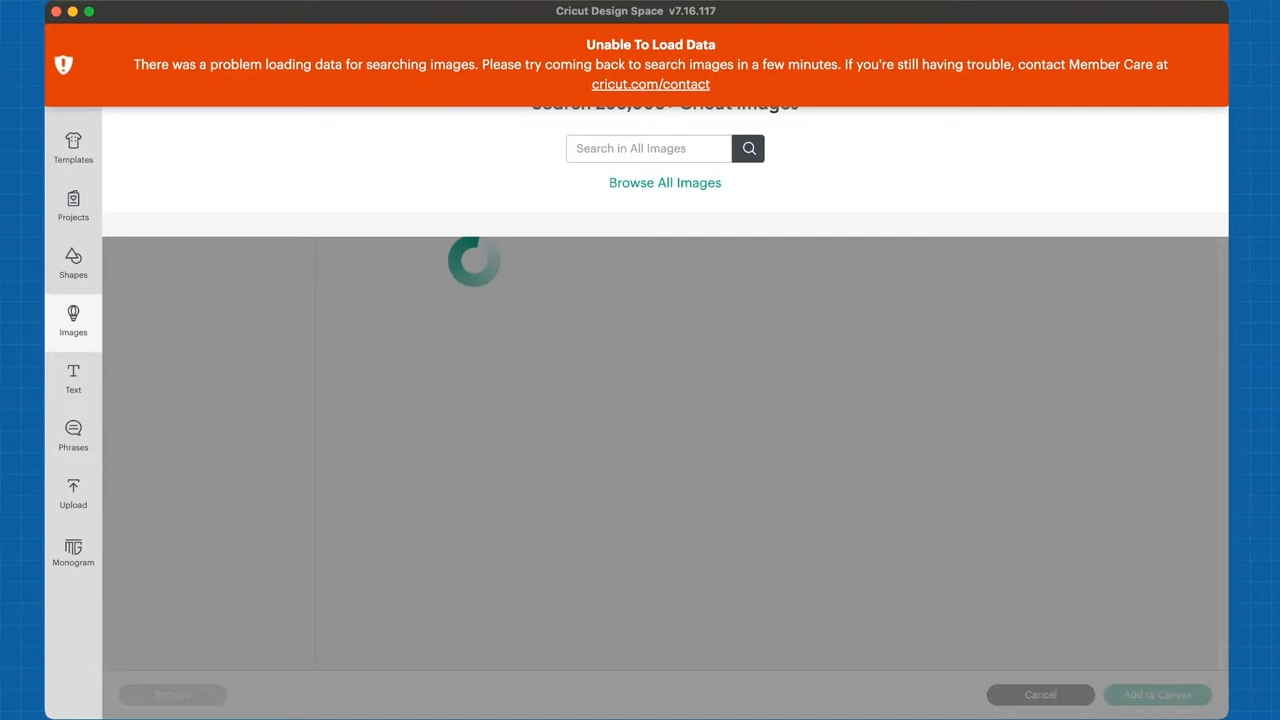 Cricut Design Space v7.16.117
Unable To Load Data
There was a problem loading data for searching images. Please try coming back to search images in a few minutes. If you're still having trouble, contact Member Care at
cricut.com/contact
Search in All Images
Browse All Images
Templates
Projects
Shapes
Images
Text
Phrases
Upload
MG
Monogram
Remove
Cancel
Add to Canvas